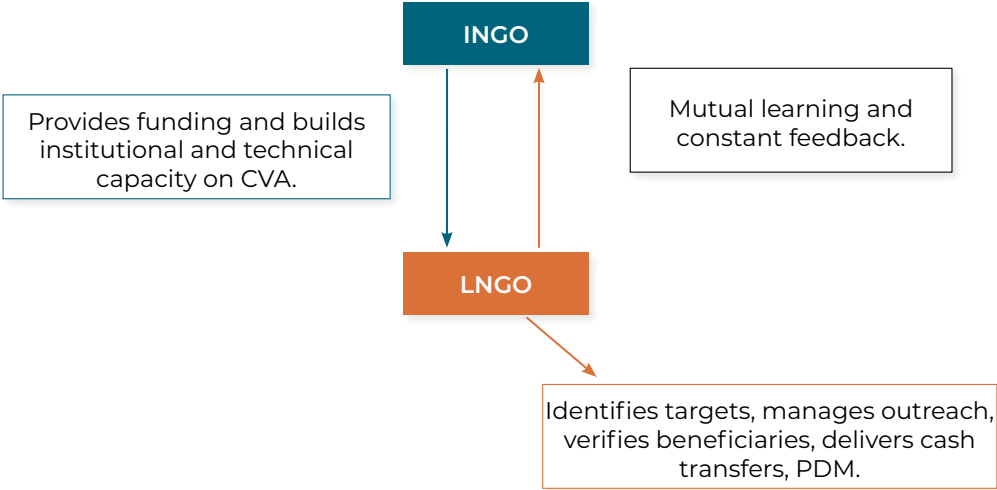 INGO
Provides funding and builds
institutional and technical
capacity on CVA.
Mutual learning and
constant feedback.
LNGO
Identifies targets, manages outreach,
verifies beneficiaries, delivers cash
transfers, PDM.